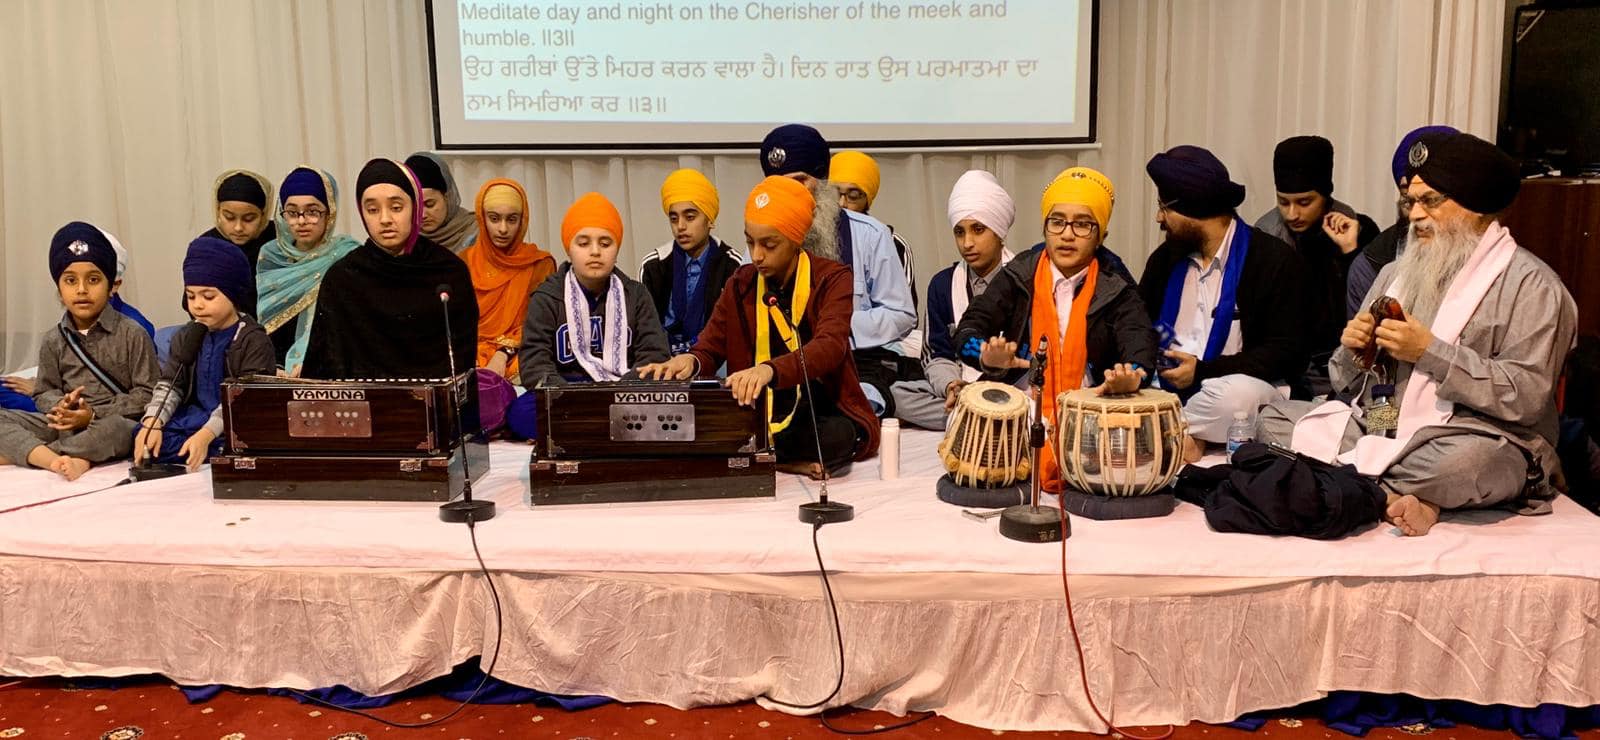 Meditate day and night on the Cherisher of the meek and
humble. ||3||
ਉਹ ਗਰੀਬਾਂ ਉੱਤੇ ਮਿਹਰ ਕਰਨ ਵਾਲਾ ਹੈ। ਦਿਨ ਰਾਤ ਉਸ ਪਰਮਾਤਮਾ ਦਾ
ਨਾਮ ਸਿਮਰਿਆ ਕਰ ॥੩॥
YAMUNA
YAMUNA
GAP